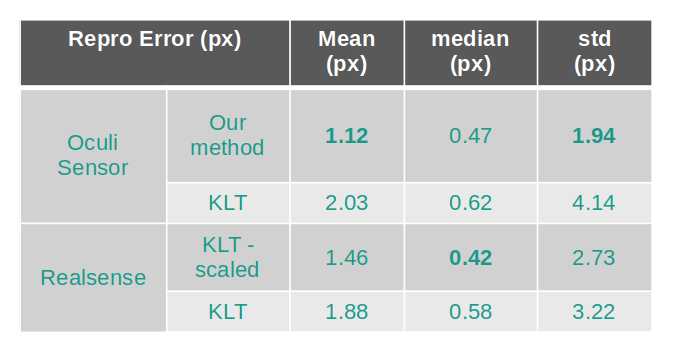 Repro Error (px) Mean (px) median (px) std (px)
Oculi Sensor Our method 1.12 0.47 1.94
KLT 2.03 0.62 4.14
Realsense KLT - scaled 1.46 0.42 2.73
KLT 1.88 0.58 3.22